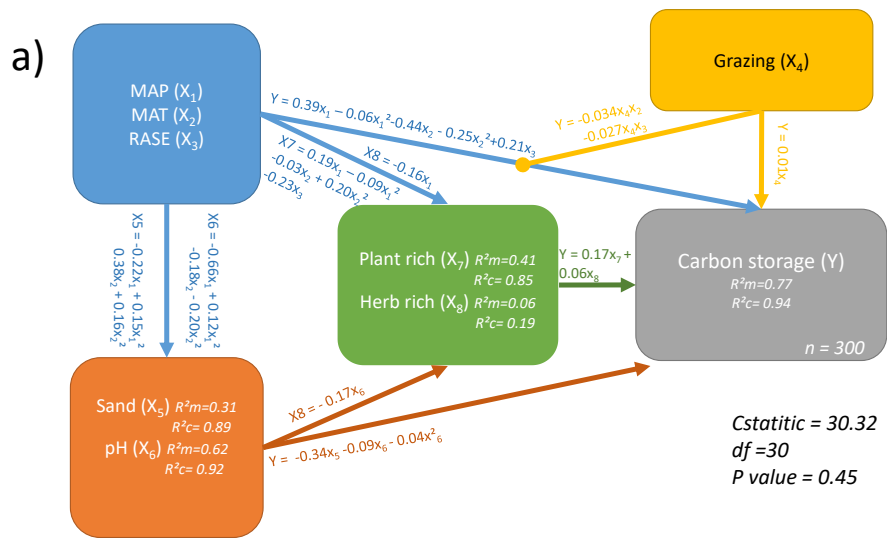 a)
MAP (X₁)
MAT (X₂)
RASE (X₃)
Grazing (X₄)
Y = 0.39x₁ – 0.06x₁²-0.44x₂ - 0.25x₂²+0.21x₃
Y = -0.034x₄x₂
-0.027x₄x₃
Y = 0.01x₄
X8 = -0.16x₁
X7 = 0.19x₁ – 0.09x₁²
-0.03x₂ + 0.20x₂²
-0.23x₃
X6 = -0.66x₁ + 0.12x₁²
-0.18x₂ - 0.20x₂²
X5 = -0.22x₁ + 0.15x₁²
0.38x₂ + 0.16x₂²
Plant rich (X₇) R²m=0.41
R²c= 0.85
Herb rich (X₈) R²m=0.06
R²c= 0.19
Y = 0.17x₇ +
0.06x₈
Carbon storage (Y)
R²m=0.77
R²c= 0.94
n = 300
Sand (X₅) R²m=0.31
R²c= 0.89
pH (X₆) R²m=0.62
R²c= 0.92
X8 = - 0.17x₆
Y = -0.34x₅ -0.09x₆ - 0.04x²₆
Cstatitic = 30.32
df =30
P value = 0.45